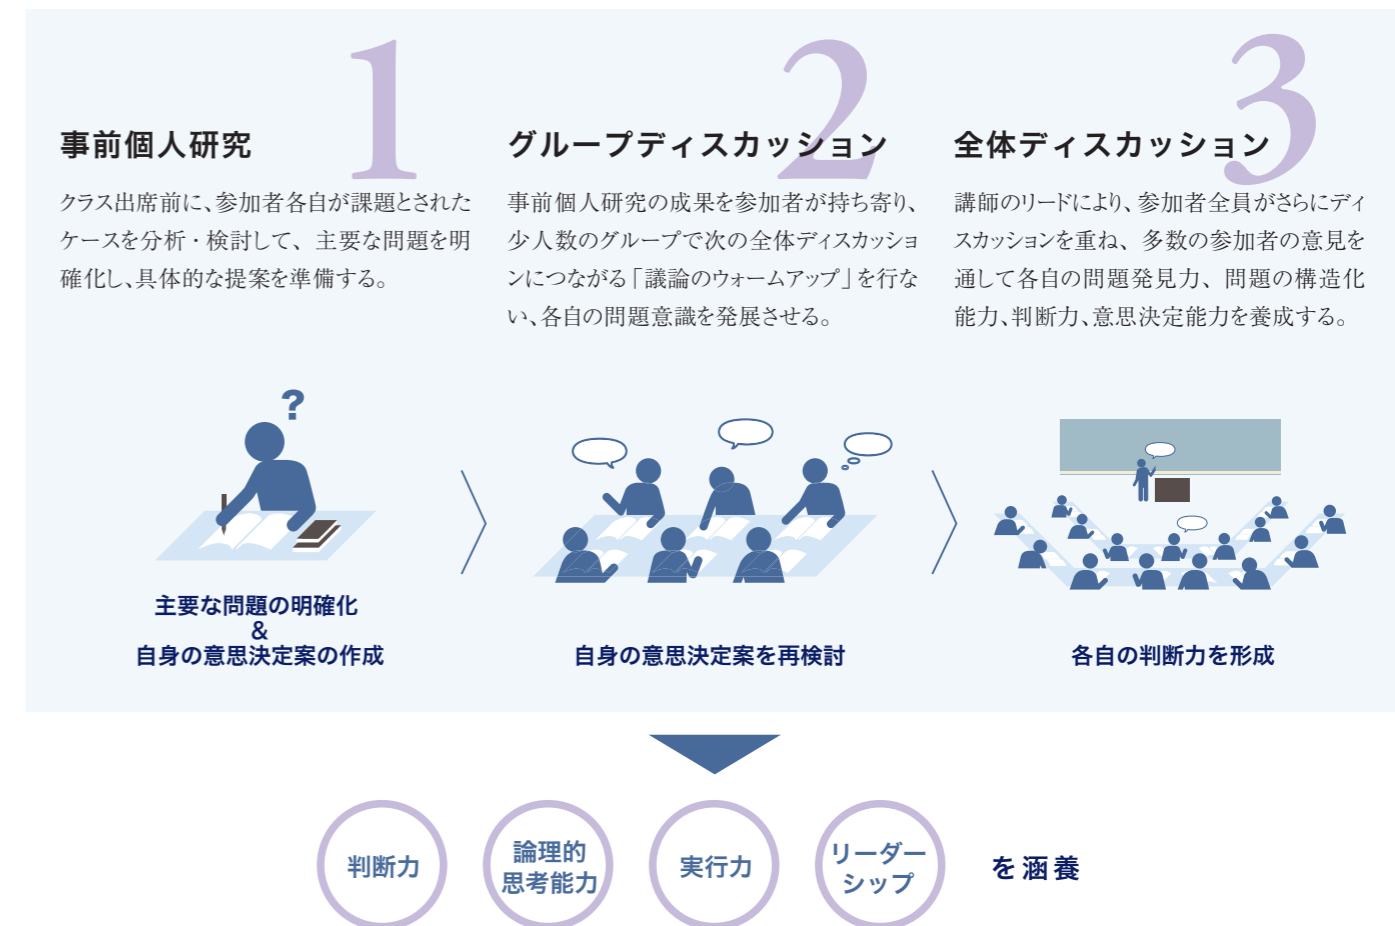 1
事前個人研究
クラス出席前に、参加者各自が課題とされた
ケースを分析・検討して、主要な問題を明
確化し、具体的な提案を準備する。
?
主要な問題の明確化
&
自身の意思決定案の作成
2
グループディスカッション
事前個人研究の成果を参加者が持ち寄り、
少人数のグループで次の全体ディスカッショ
ンにつながる「議論のウォームアップ」を行な
い、各自の問題意識を発展させる。
自身の意思決定案を再検討
3
全体ディスカッション
講師のリードにより、参加者全員がさらにディ
スカッションを重ね、多数の参加者の意見を
通して各自の問題発見力、問題の構造化
能力、判断力、意思決定能力を養成する。
各自の判断力を形成
判断力
論理的
思考能力
実行力
リーダー
シップ
を涵養